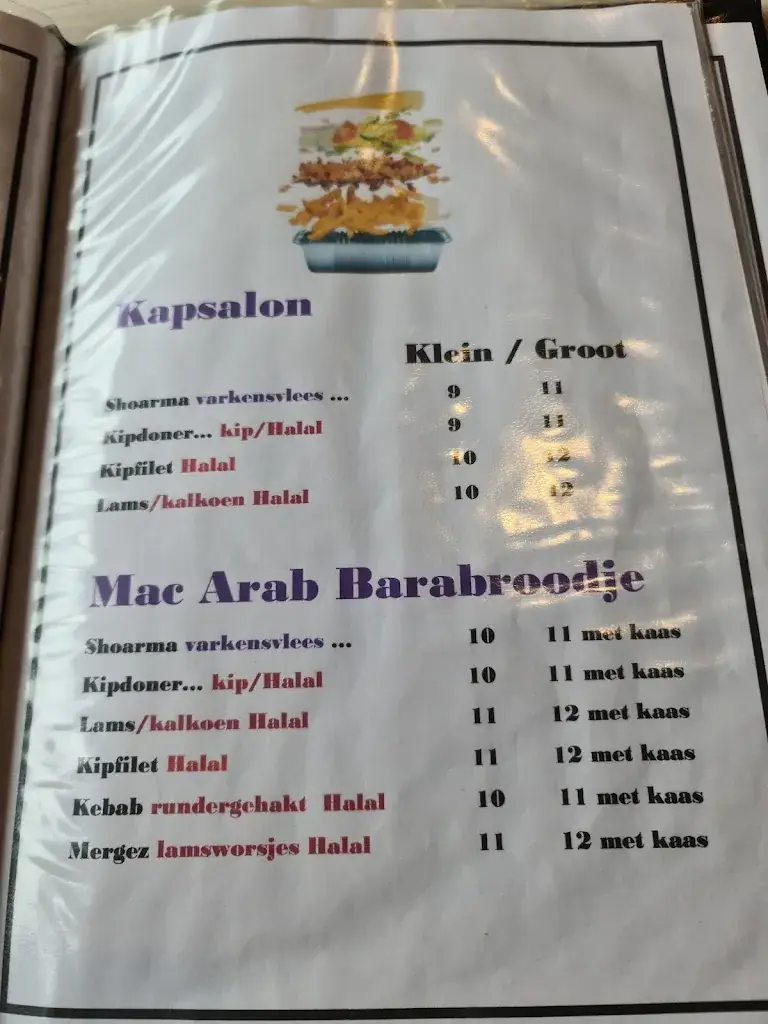 Kapsalon
Klein / Groot
Shoarma varkensvlees ... 9 11
Kipdoner... kip/Halal 9 11
Kipfilet Halal 10 12
Lams/kalkoen Halal 10 12
Mac Arab Barabroodje
Shoarma varkensvlees ... 10 11 met kaas
Kipdoner... kip/Halal 10 11 met kaas
Lams/kalkoen Halal 11 12 met kaas
Kipfilet Halal 11 12 met kaas
Kebab rundergehakt Halal 10 11 met kaas
Mergez lamsworsjes Halal 11 12 met kaas